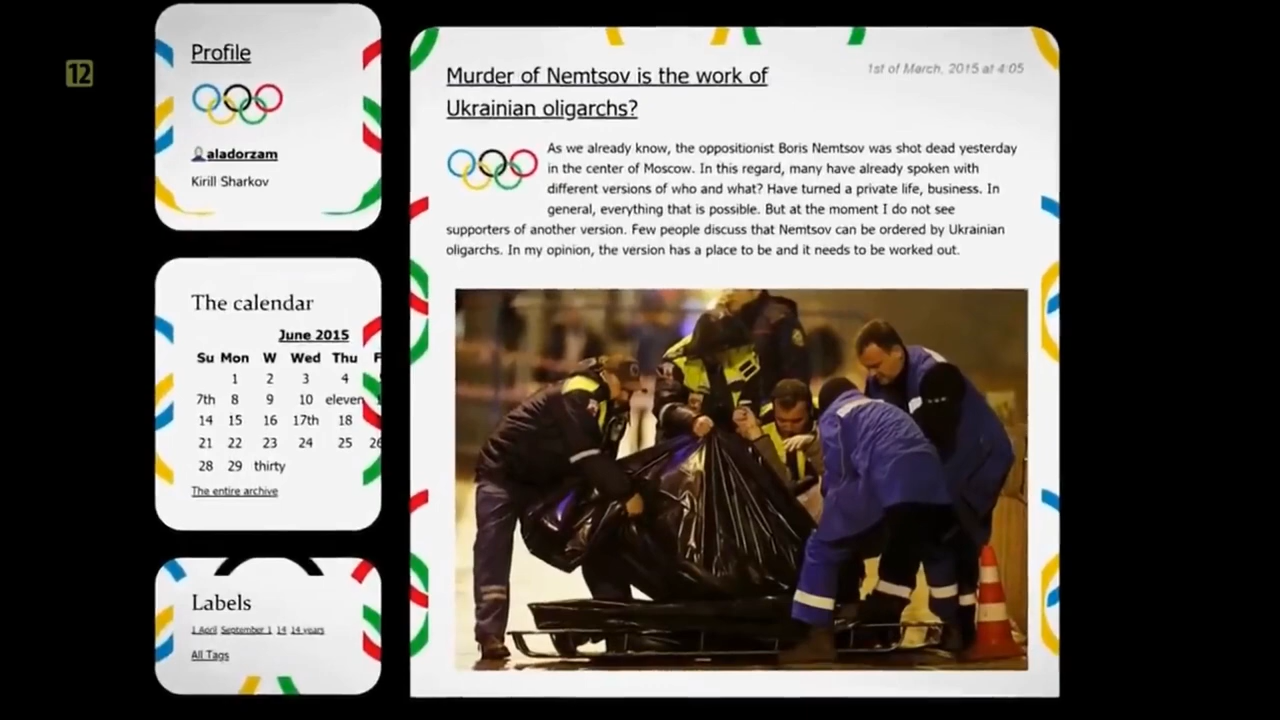 12
Profile
aladorzam
Kirill Sharkov
The calendar
June 2015
Su Mon W Wed Thu F
1 2 3 4
7th 8 9 10 eleven
14 15 16 17th 18
21 22 23 24 25 26
28 29 thirty
The entire archive
Labels
1 April September 1 14 14 years
All Tags
Murder of Nemtsov is the work of
Ukrainian oligarchs?
1st of March, 2015 at 4:05
As we already know, the oppositionist Boris Nemtsov was shot dead yesterday
in the center of Moscow. In this regard, many have already spoken with
different versions of who and what? Have turned a private life, business. In
general, everything that is possible. But at the moment I do not see
supporters of another version. Few people discuss that Nemtsov can be ordered by Ukrainian
oligarchs. In my opinion, the version has a place to be and it needs to be worked out.